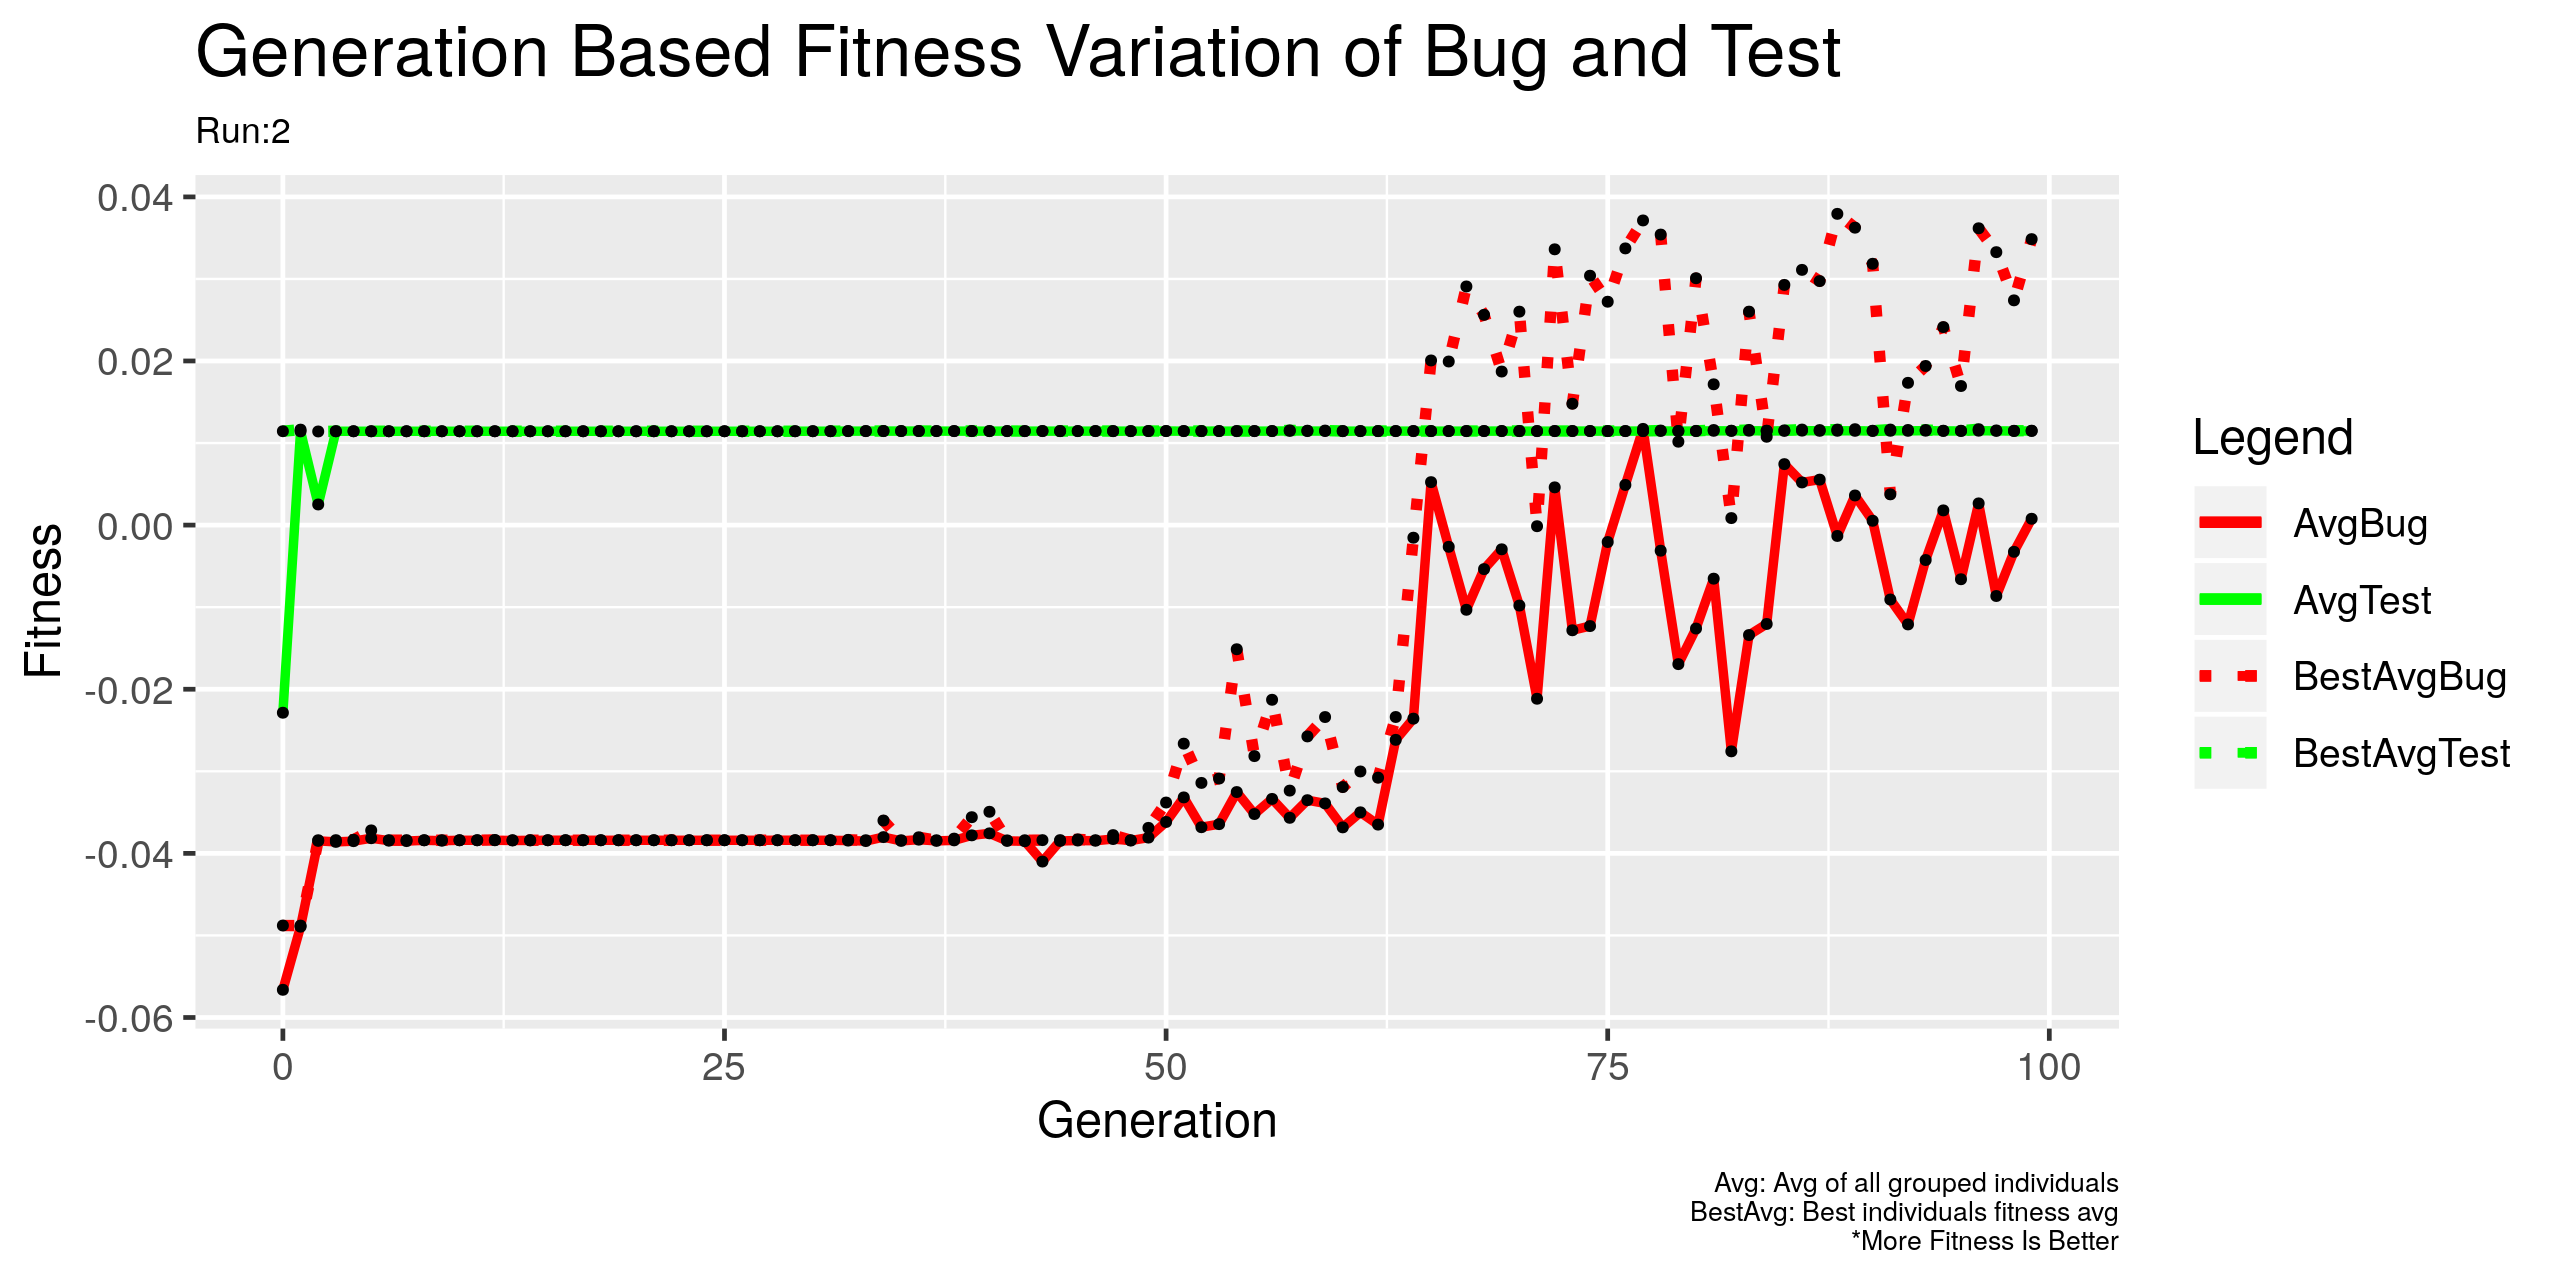 Generation Based Fitness Variation of Bug and Test
Run:2
0.04
0.02
0.00
-0.02
-0.04
-0.06
Fitness
0
25
50
75
100
Generation
Legend
AvgBug
AvgTest
BestAvgBug
BestAvgTest
Avg: Avg of all grouped individuals
BestAvg: Best individuals fitness avg
*More Fitness Is Better